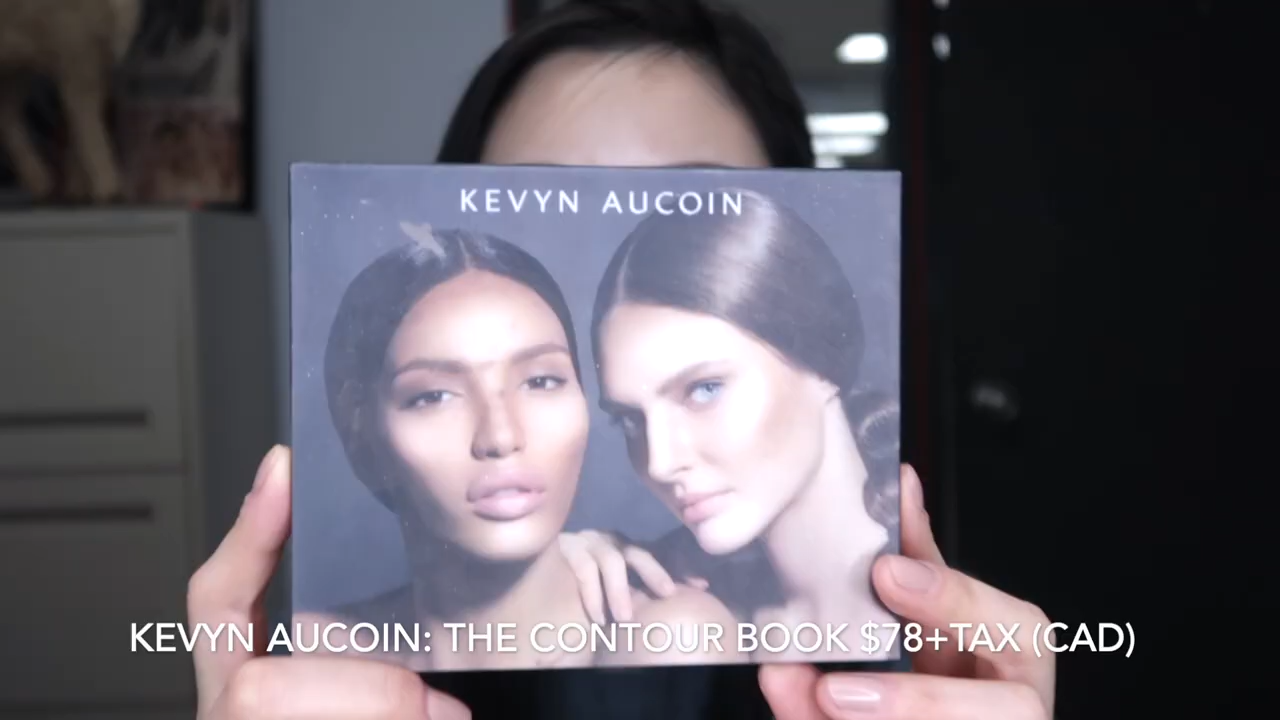 KEVYN AUCOIN
KEVYN AUCOIN: THE CONTOUR BOOK $78+TAX (CAD)